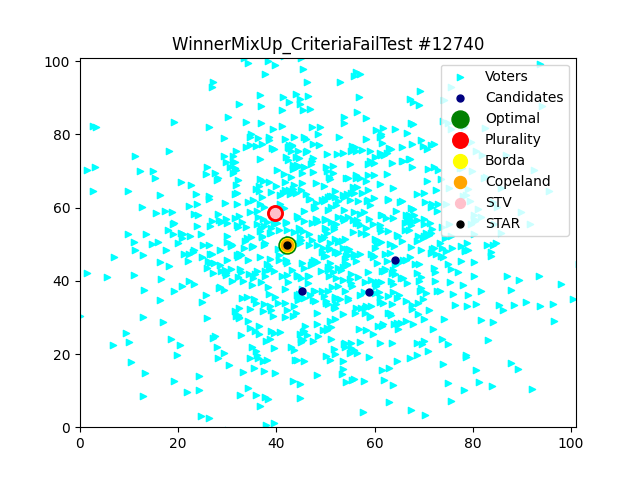 WinnerMixUp_CriteriaFailTest #12740
100
80
60
40
20
0
0
20
40
60
80
100
Voters
Candidates
Optimal
Plurality
Borda
Copeland
STV
STAR